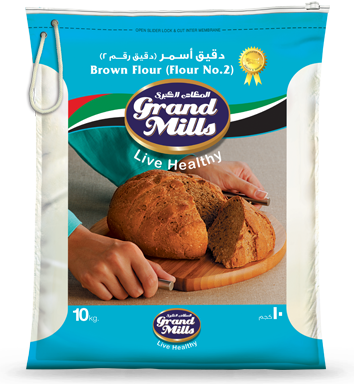 دقيق أسمر (دقيق رقم ٢)
Brown Flour (Flour No.2)
المطاحن الكبرى
Grand
Mills
Live Healthy
10kg.
١٠ كجم
المطاحن الكبرى
Grand
Mills
Live Healthy